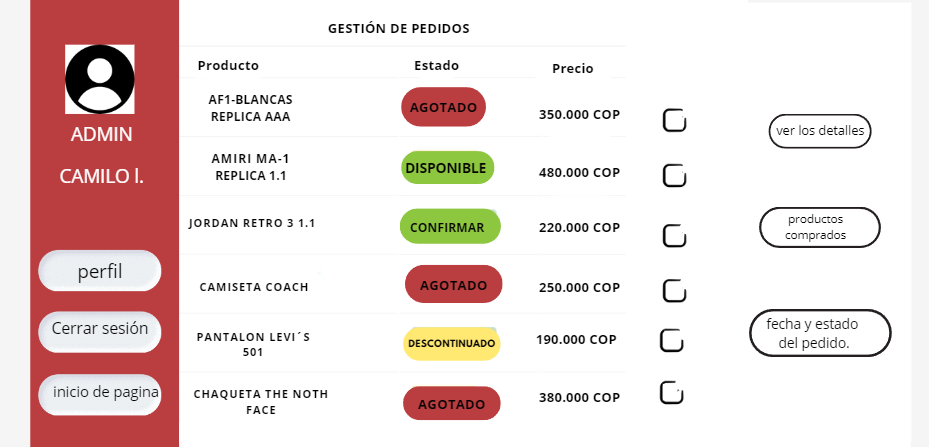 GESTIÓN DE PEDIDOS
Producto Estado Precio
ADMIN
CAMILO l.
perfil
Cerrar sesión
inicio de pagina
AF1-BLANCAS
REPLICA AAA
AGOTADO
350.000 COP
AMIRI MA-1
REPLICA 1.1
DISPONIBLE
480.000 COP
JORDAN RETRO 3 1.1
CONFIRMAR
220.000 COP
CAMISETA COACH
AGOTADO
250.000 COP
PANTALON LEVI´S
501
DESCONTINUADO
190.000 COP
CHAQUETA THE NOTH
FACE
AGOTADO
380.000 COP
ver los detalles
productos
comprados
fecha y estado
del pedido.